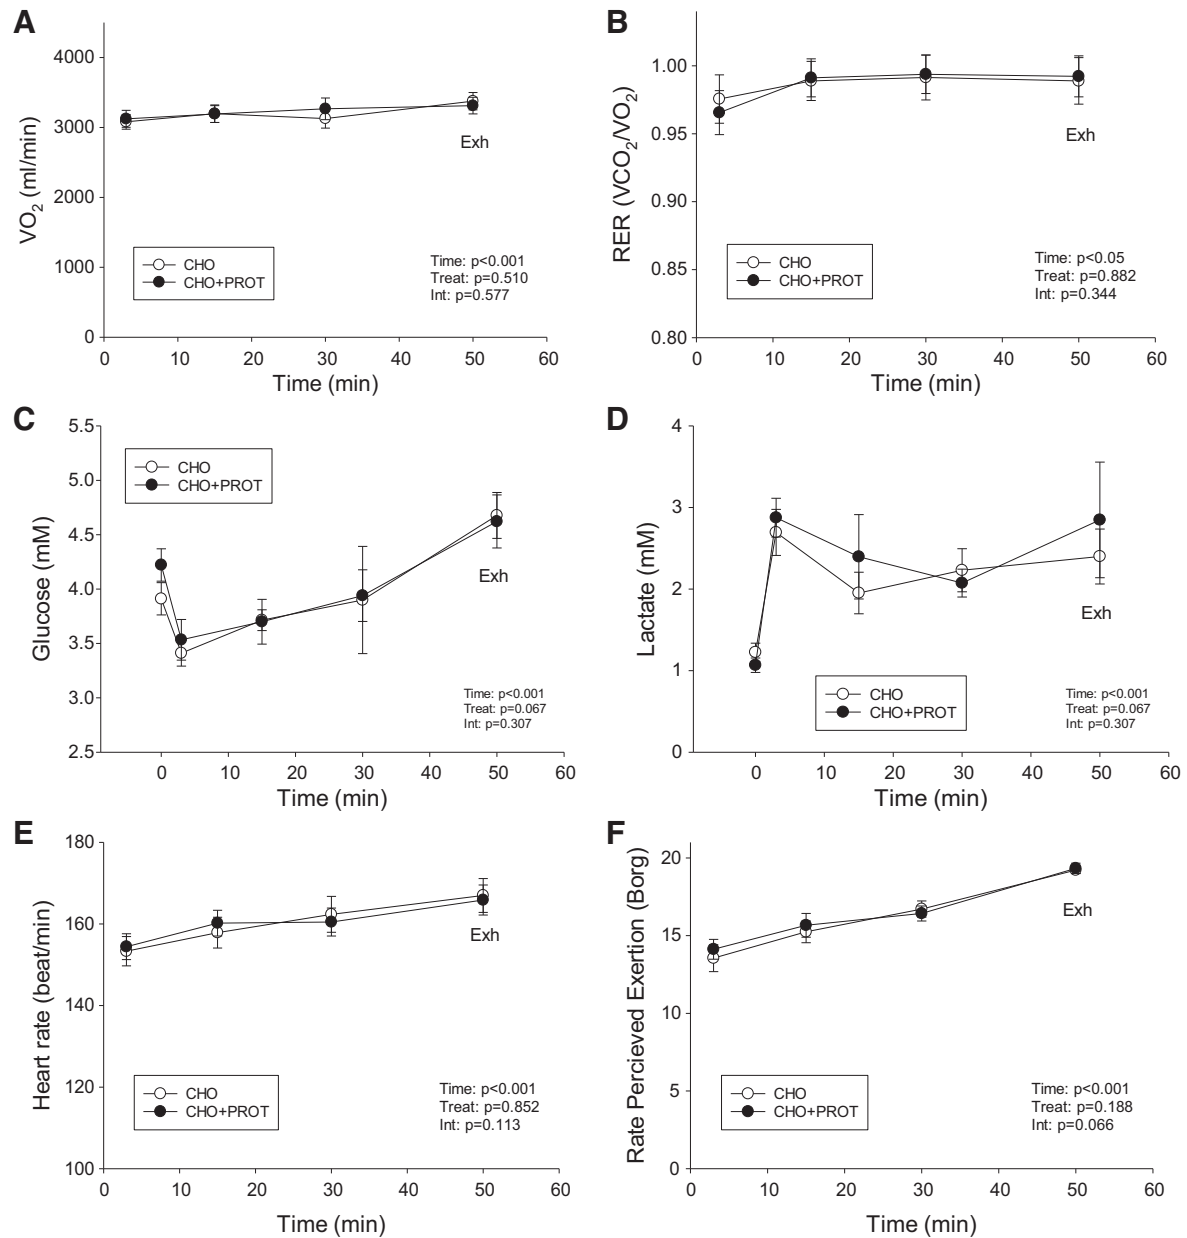 A
4000
3000
2000
1000
0
VO2 (ml/min)
Exh
CHO
CHO+PROT
Time: p<0.001
Treat: p=0.510
Int: p=0.577
0 10 20 30 40 50 60
Time (min)
B
1.00
0.95
0.90
0.85
0.80
RER (VCO2/VO2)
Exh
CHO
CHO+PROT
Time: p<0.05
Treat: p=0.882
Int: p=0.344
0 10 20 30 40 50 60
Time (min)
C
5.5
5.0
4.5
4.0
3.5
3.0
2.5
Glucose (mM)
CHO
CHO+PROT
Exh
Time: p<0.001
Treat: p=0.067
Int: p=0.307
0 10 20 30 40 50 60
Time (min)
D
4
3
2
1
0
Lactate (mM)
Exh
CHO
CHO+PROT
Time: p<0.001
Treat: p=0.067
Int: p=0.307
0 10 20 30 40 50 60
Time (min)
E
180
160
140
120
100
Heart rate (beat/min)
Exh
CHO
CHO+PROT
Time: p<0.001
Treat: p=0.852
Int: p=0.113
0 10 20 30 40 50 60
Time (min)
F
20
15
10
5
0
Rate Percieved Exertion (Borg)
Exh
CHO
CHO+PROT
Time: p<0.001
Treat: p=0.188
Int: p=0.066
0 10 20 30 40 50 60
Time (min)